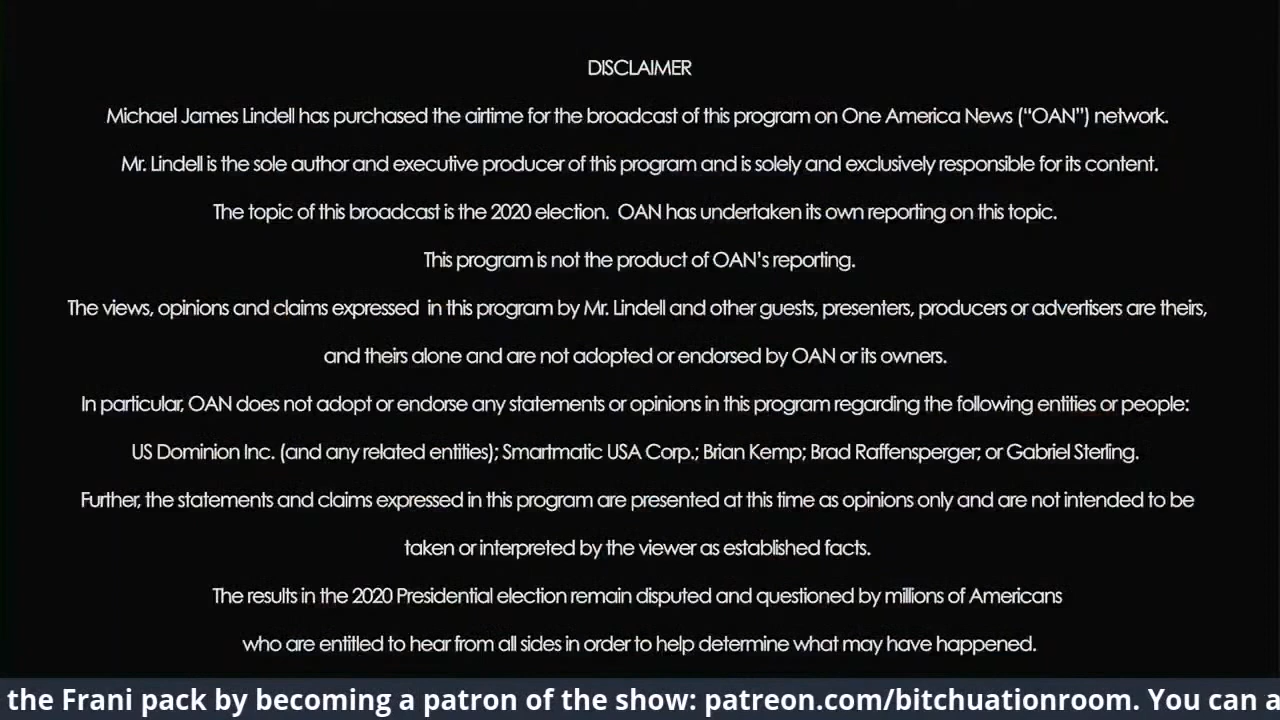 DISCLAIMER
Michael James Lindell has purchased the airtime for the broadcast of this program on One America News (“OAN”) network.
Mr. Lindell is the sole author and executive producer of this program and is solely and exclusively responsible for its content.
The topic of this broadcast is the 2020 election.  OAN has undertaken its own reporting on this topic.
This program is not the product of OAN’s reporting.
The views, opinions and claims expressed  in this program by Mr. Lindell and other guests, presenters, producers or advertisers are theirs,
and theirs alone and are not adopted or endorsed by OAN or its owners.
In particular, OAN does not adopt or endorse any statements or opinions in this program regarding the following entities or people:
US Dominion Inc. (and any related entities); Smartmatic USA Corp.; Brian Kemp; Brad Raffensperger; or Gabriel Sterling.
Further, the statements and claims expressed in this program are presented at this time as opinions only and are not intended to be
taken or interpreted by the viewer as established facts.
The results in the 2020 Presidential election remain disputed and questioned by millions of Americans
who are entitled to hear from all sides in order to help determine what may have happened.
the Frani pack by becoming a patron of the show: patreon.com/bitchuationroom. You can a